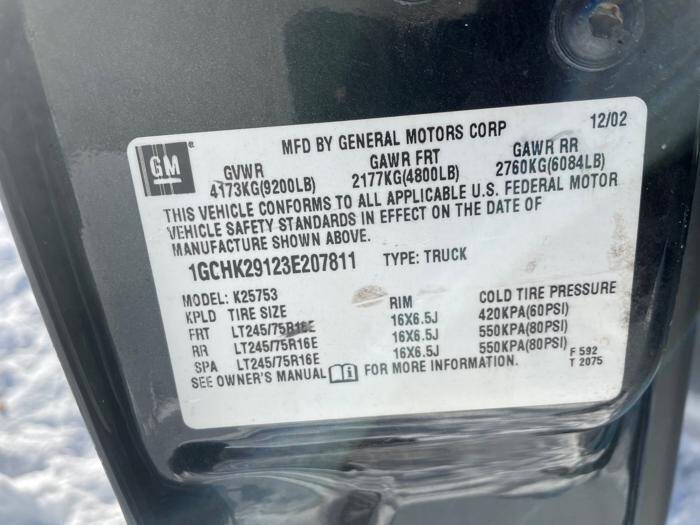 MFD BY GENERAL MOTORS CORP 12/02
GM®
GVWR GAWR FRT GAWR RR
4173KG(9200LB) 2177KG(4800LB) 2760KG(6084LB)
THIS VEHICLE CONFORMS TO ALL APPLICABLE U.S. FEDERAL MOTOR
VEHICLE SAFETY STANDARDS IN EFFECT ON THE DATE OF
MANUFACTURE SHOWN ABOVE.
1GCHK29123E207811 TYPE: TRUCK
MODEL: K25753
KPLD TIRE SIZE RIM COLD TIRE PRESSURE
FRT LT245/75R16E 16X6.5J 420KPA(60PSI)
RR LT245/75R16E 16X6.5J 550KPA(80PSI)
SPA LT245/75R16E 16X6.5J 550KPA(80PSI)
SEE OWNER'S MANUAL FOR MORE INFORMATION.
F 592
T 2075